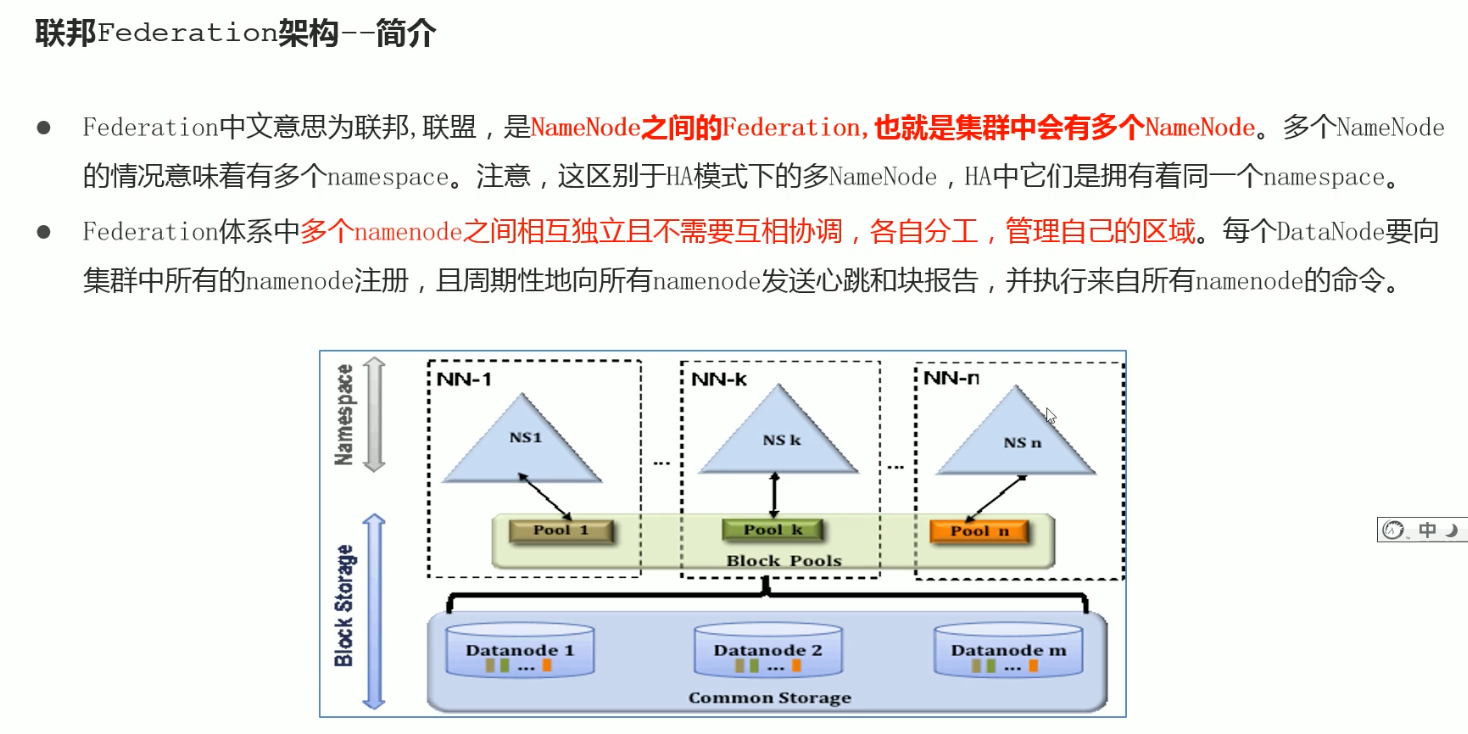 联邦Federation架构--简介
● Federation中文意思为联邦,联盟，是NameNode之间的Federation,也就是集群中会有多个NameNode。多个NameNode
的情况意味着有多个namespace。注意，这区别于HA模式下的多NameNode，HA中它们是拥有着同一个namespace。
● Federation体系中多个namenode之间相互独立且不需要互相协调，各自分工，管理自己的区域。每个DataNode要向
集群中所有的namenode注册，且周期性地向所有namenode发送心跳和块报告，并执行来自所有namenode的命令。
Namespace
NN-1
NN-k
NN-n
NS1
NS k
NS n
...
...
Block Storage
Pool 1
Pool k
Pool n
Block Pools
Datanode 1
Datanode 2
Datanode m
...
...
...
Common Storage
中